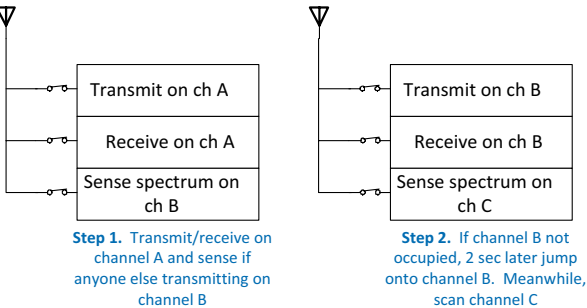 Transmit on ch A
Receive on ch A
Sense spectrum on
ch B
Step 1. Transmit/receive on
channel A and sense if
anyone else transmitting on
channel B
Transmit on ch B
Receive on ch B
Sense spectrum on
ch C
Step 2. If channel B not
occupied, 2 sec later jump
onto channel B. Meanwhile,
scan channel C